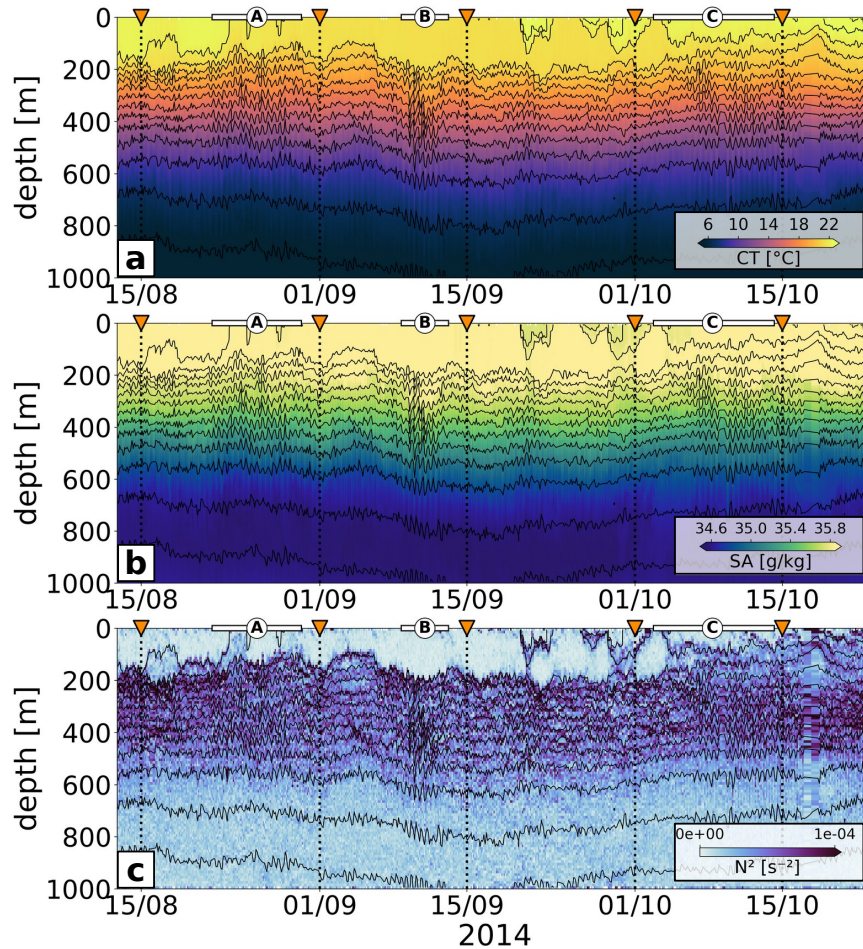 A B C
0
200
400
600
800
1000
depth [m]
6 10 14 18 22
CT [°C]
a
15/08 01/09 15/09 01/10 15/10
A B C
0
200
400
600
800
1000
depth [m]
34.6 35.0 35.4 35.8
SA [g/kg]
b
15/08 01/09 15/09 01/10 15/10
A B C
0
200
400
600
800
1000
depth [m]
0e+00 1e-04
N² [s⁻²]
c
15/08 01/09 15/09 01/10 15/10
2014